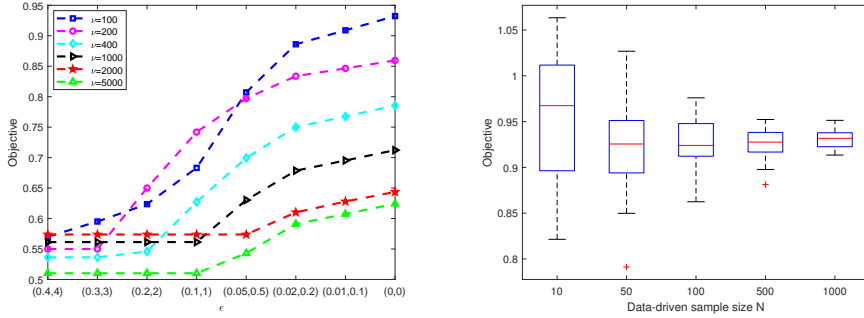 0.95
0.9
0.85
0.8
0.75
0.7
0.65
0.6
0.55
0.5
Objective
ν=100
ν=200
ν=400
ν=1000
ν=2000
ν=5000
(0.4,4) (0.3,3) (0.2,2) (0.1,1) (0.05,0.5) (0.02,0.2) (0.01,0.1) (0,0)
ϵ
1.05
1
0.95
0.9
0.85
0.8
Objective
10 50 100 500 1000
Data-driven sample size N